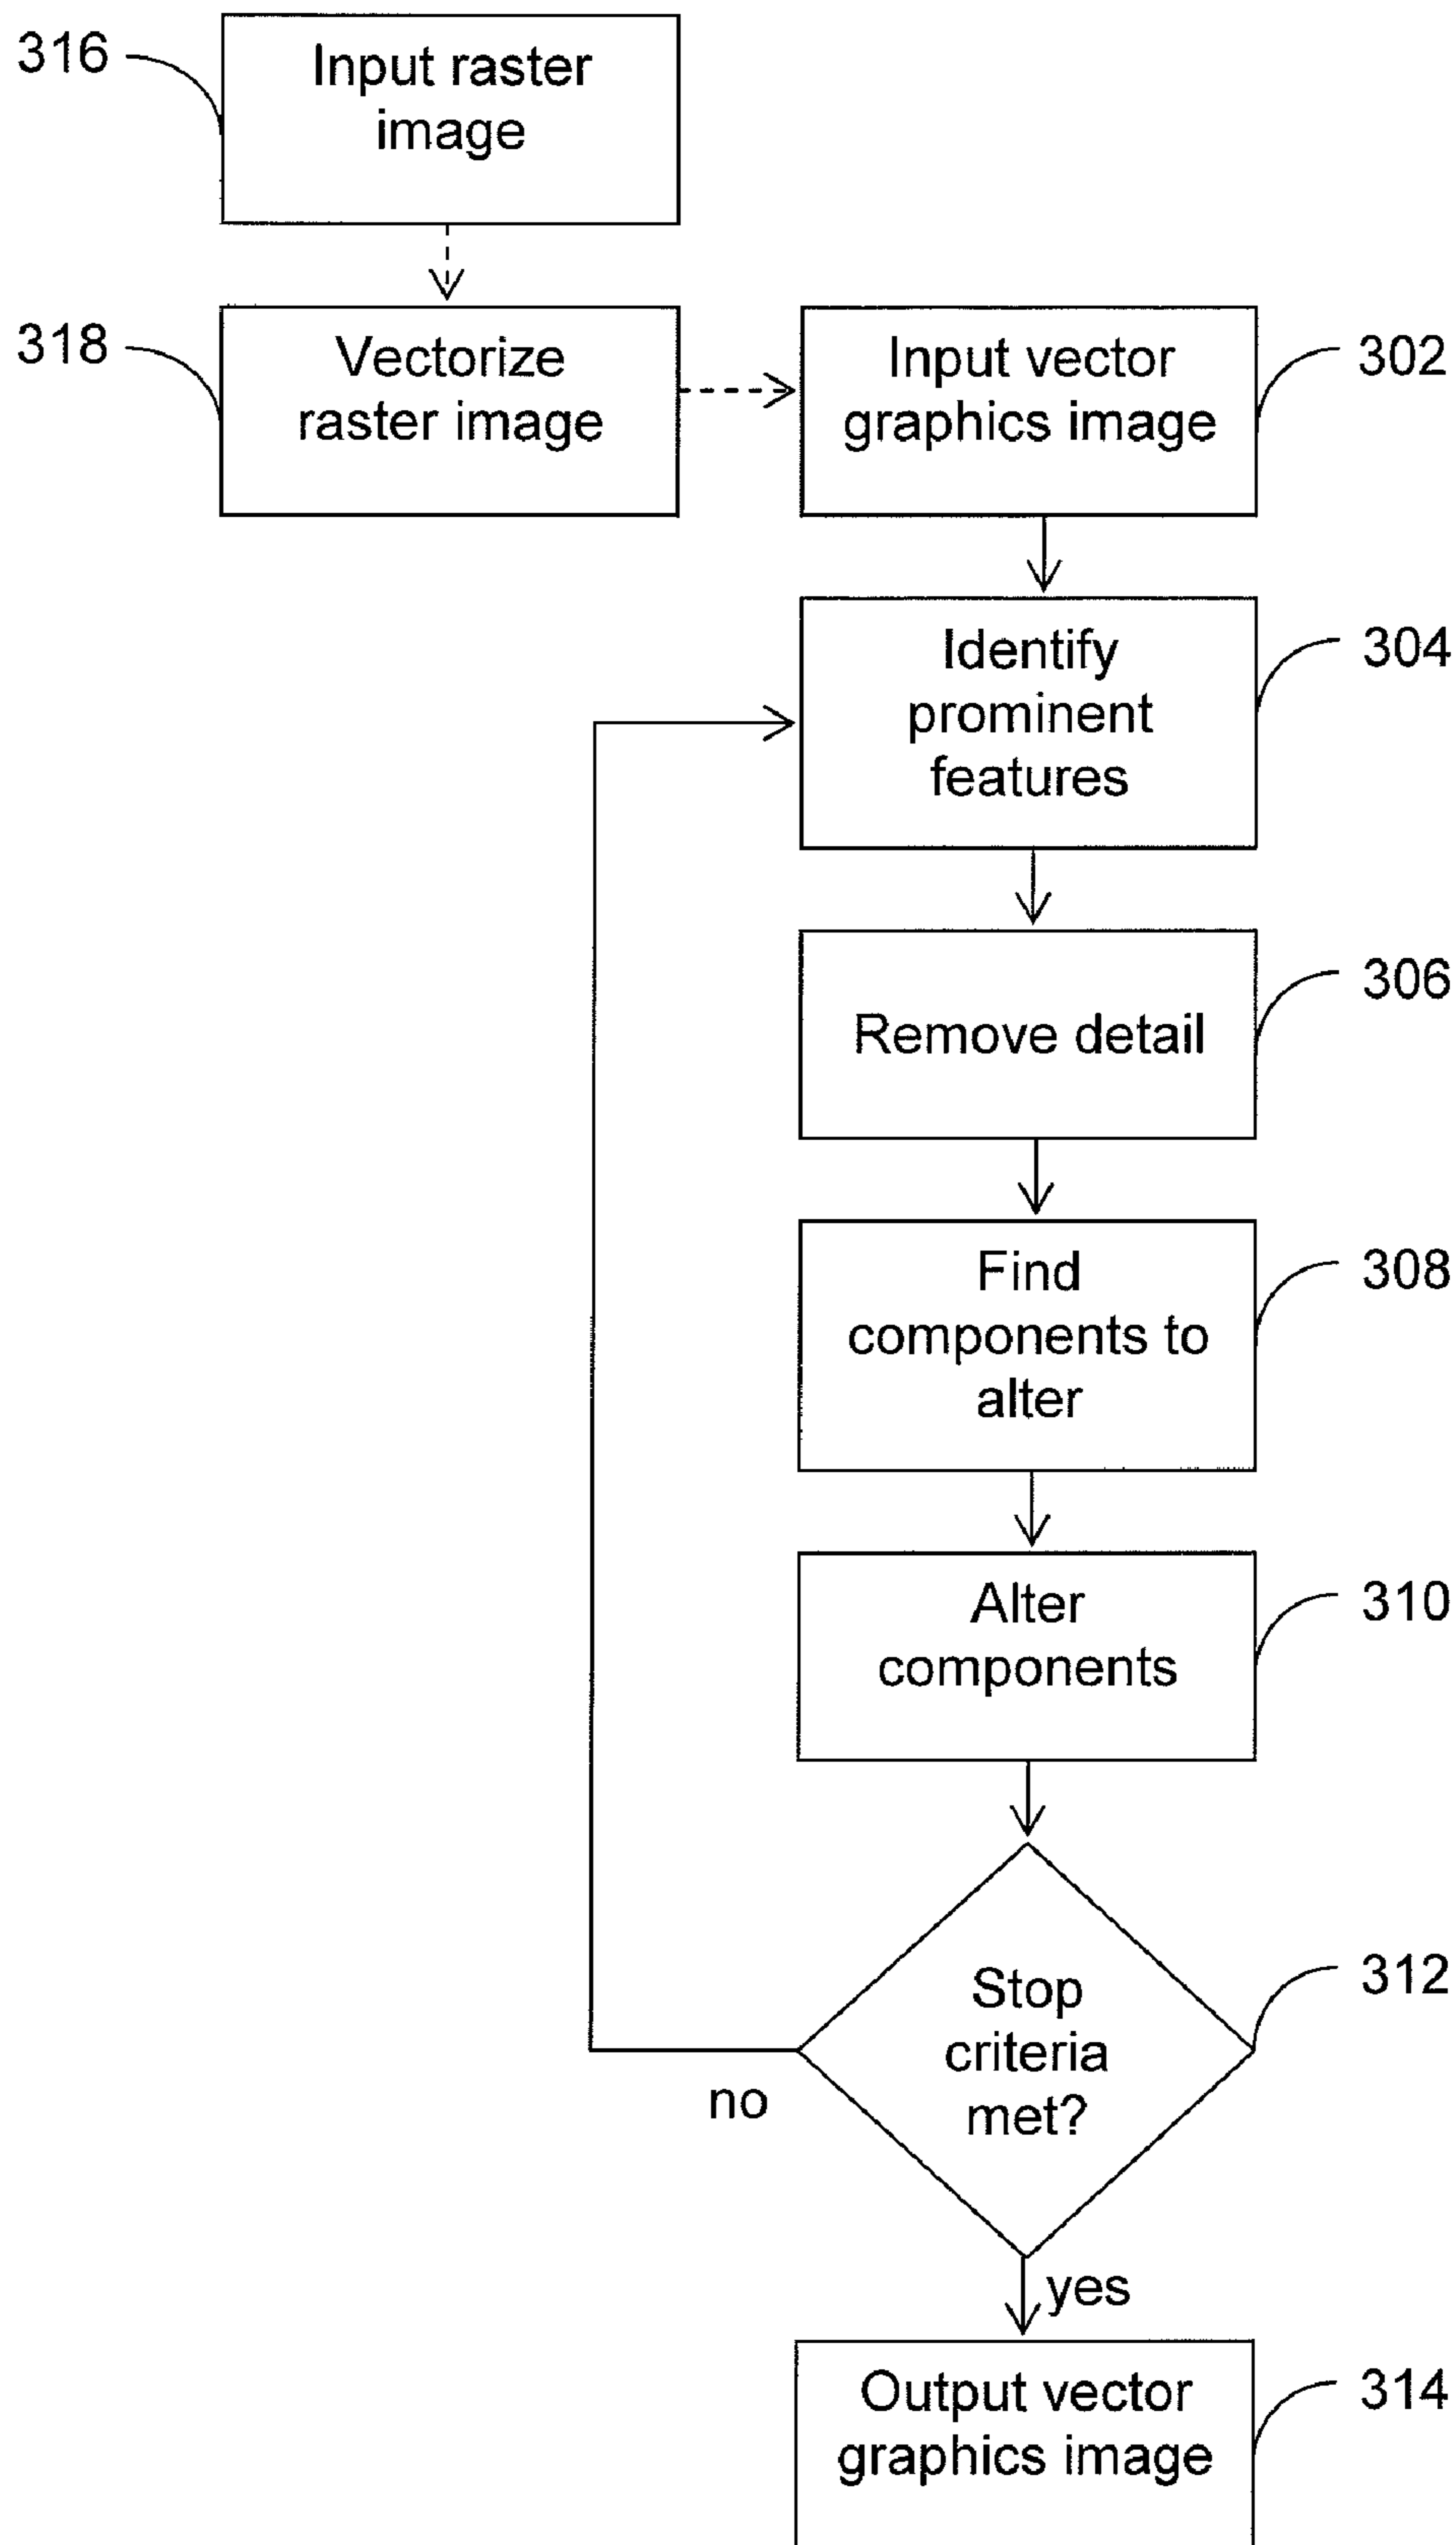 316
Input raster
image
318
Vectorize
raster image
Input vector
graphics image
302
Identify
prominent
features
304
Remove detail
306
Find
components to
alter
308
Alter
components
310
Stop
criteria
met?
312
no
yes
Output vector
graphics image
314